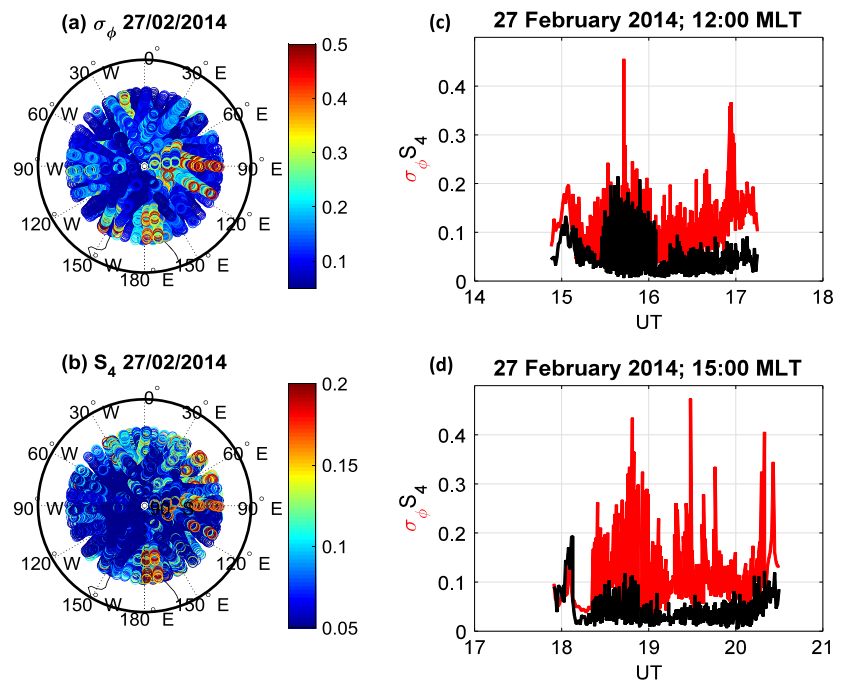 (a) σϕ 27/02/2014
0°
30° W
E
60° W
60° E
90° W
90° E
120° W
120° E
150° W
150° E
180° E
0.5
0.4
0.3
0.2
0.1
(b) S4 27/02/2014
0°
30° W
E
60° W
60° E
90° W
90° E
120° W
120° E
150° W
150° E
180° E
0.2
0.15
0.1
0.05
(c) 27 February 2014; 12:00 MLT
σϕ S4
0.4
0.3
0.2
0.1
0
14 15 16 17 18
UT
(d) 27 February 2014; 15:00 MLT
σϕ S4
0.4
0.3
0.2
0.1
0
17 18 19 20 21
UT